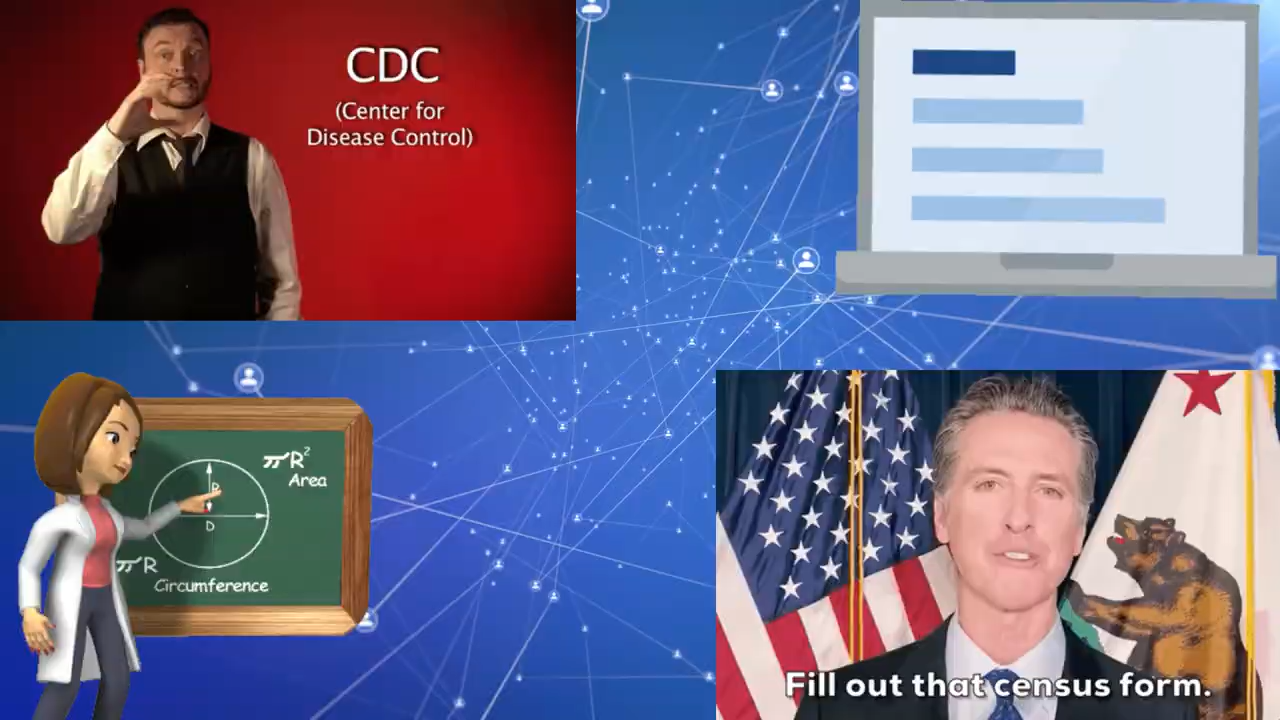 CDC
(Center for
Disease Control)
πR²
Area
R
D
πR
Circumference
Fill out that census form.